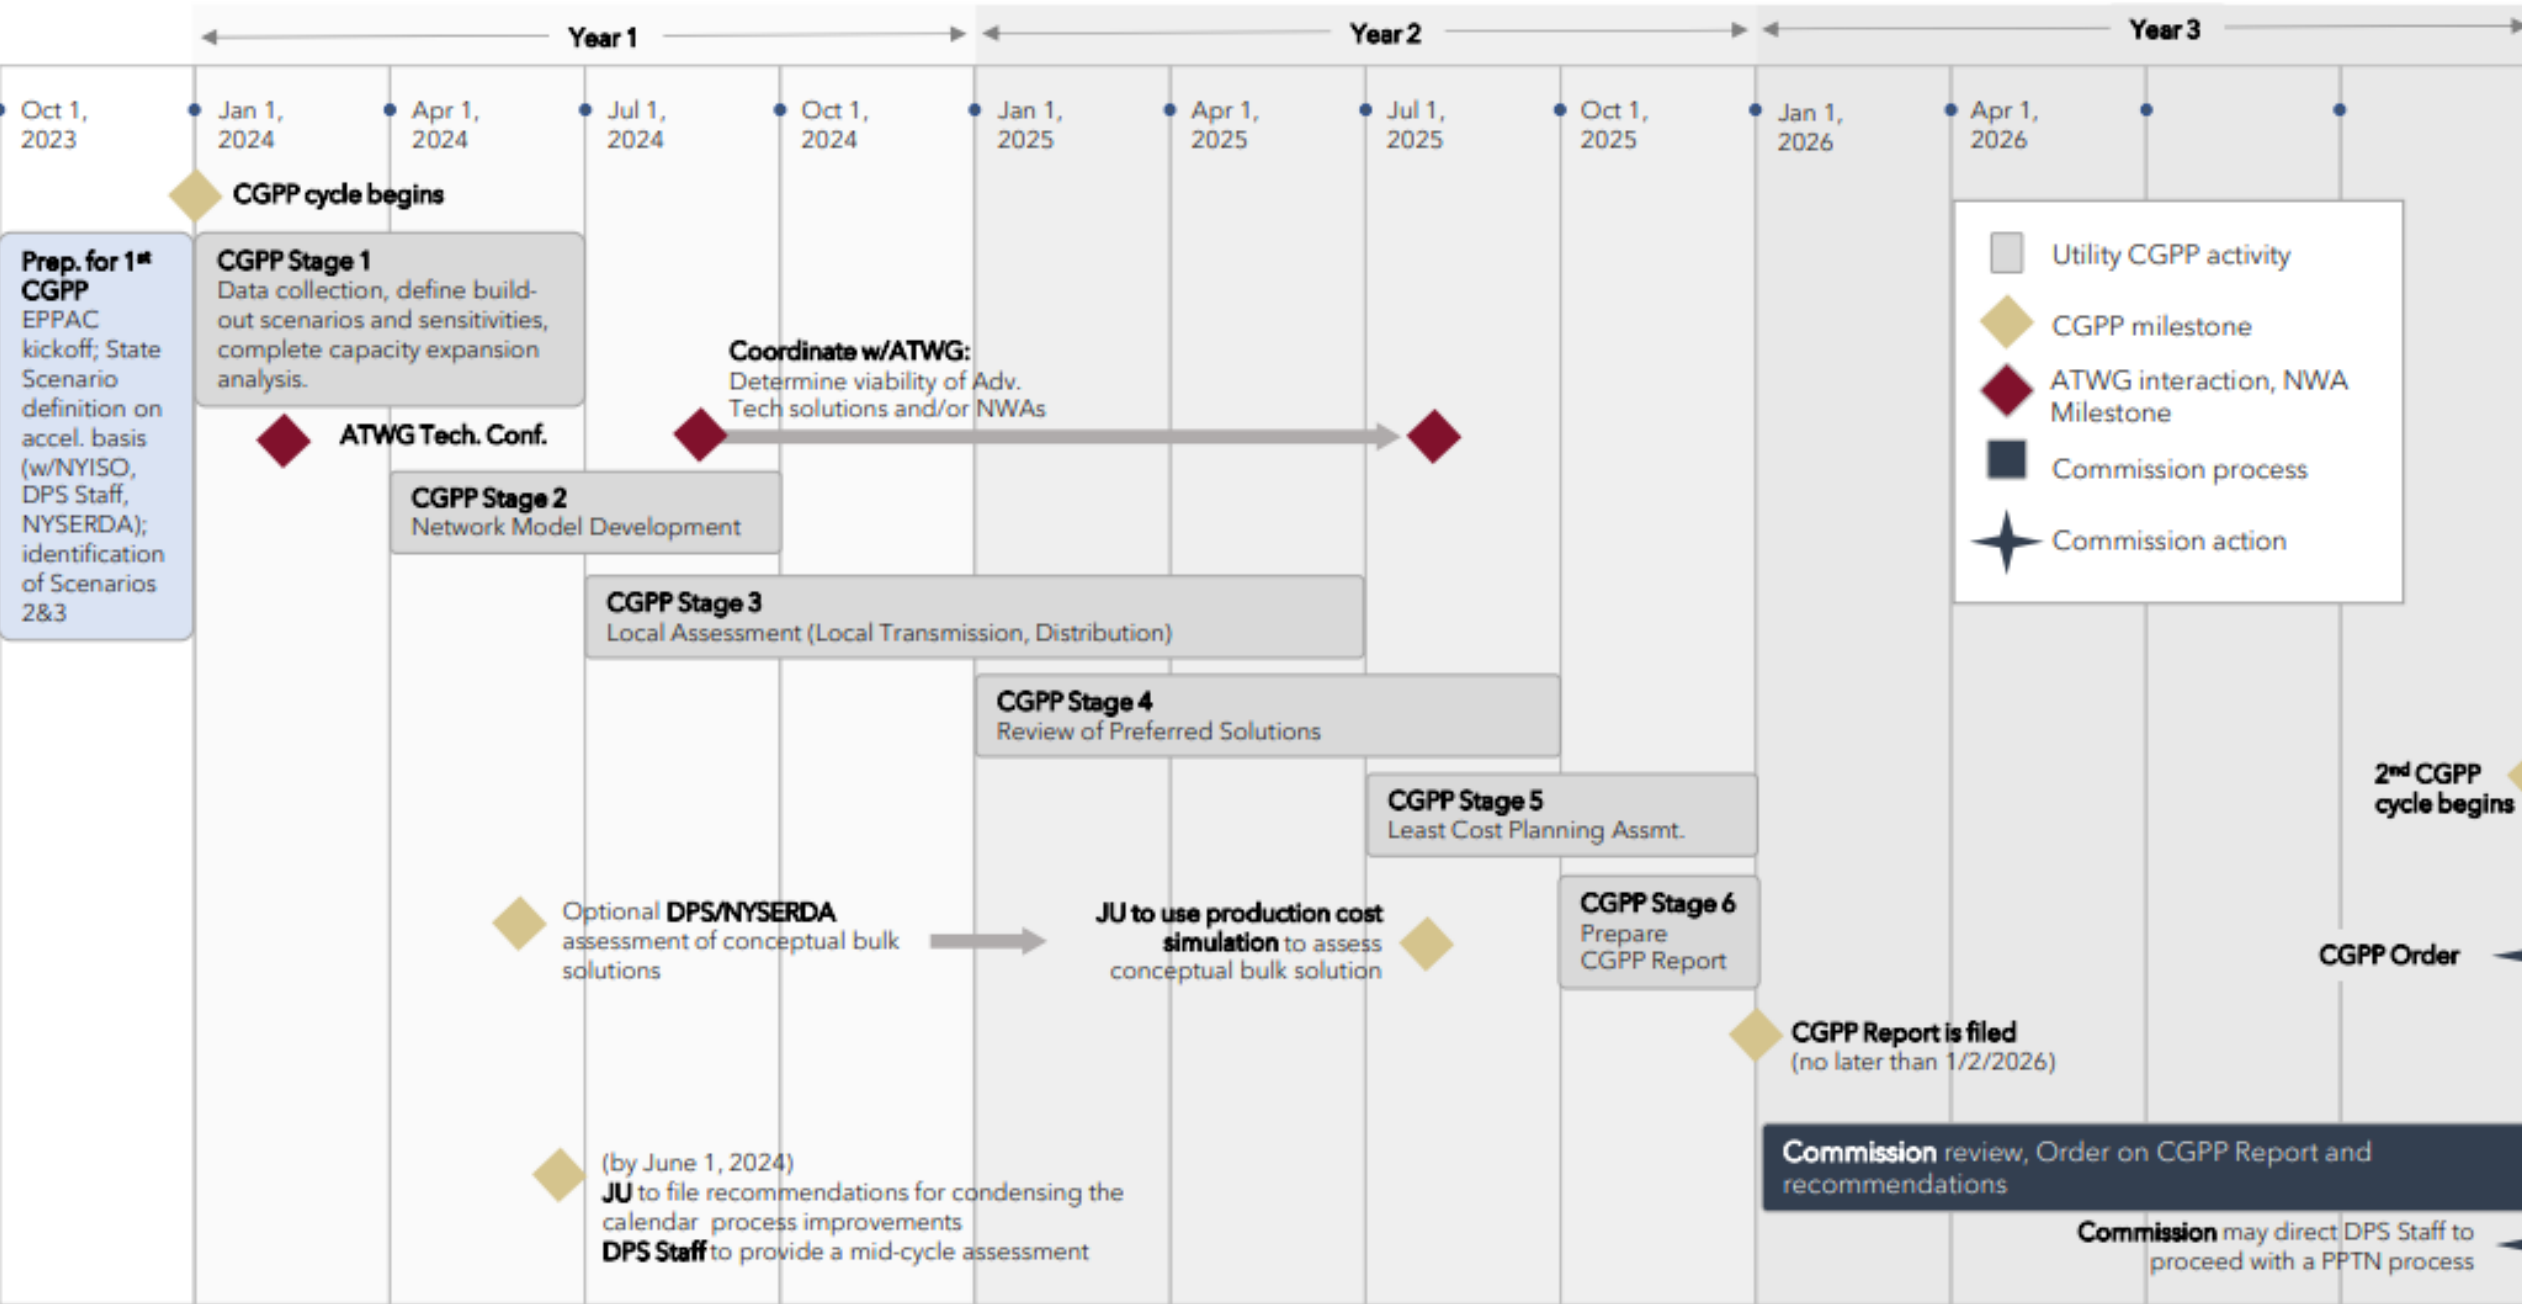 Year 1
Year 2
Year 3
Oct 1,
2023
Jan 1,
2024
Apr 1,
2024
Jul 1,
2024
Oct 1,
2024
Jan 1,
2025
Apr 1,
2025
Jul 1,
2025
Oct 1,
2025
Jan 1,
2026
Apr 1,
2026
CGPP cycle begins
Prep. for 1st
CGPP
EPPAC
kickoff; State
Scenario
definition on
accel. basis
(w/NYISO,
DPS Staff,
NYSERDA);
identification
of Scenarios
2&3
CGPP Stage 1
Data collection, define build-
out scenarios and sensitivities,
complete capacity expansion
analysis.
Coordinate w/ATWG:
Determine viability of Adv.
Tech solutions and/or NWAs
ATWG Tech. Conf.
Utility CGPP activity
CGPP milestone
ATWG interaction, NWA
Milestone
Commission process
Commission action
CGPP Stage 2
Network Model Development
CGPP Stage 3
Local Assessment (Local Transmission, Distribution)
CGPP Stage 4
Review of Preferred Solutions
CGPP Stage 5
Least Cost Planning Assmt.
2nd CGPP
cycle begins
Optional DPS/NYSERDA
assessment of conceptual bulk
solutions
JU to use production cost
simulation to assess
conceptual bulk solution
CGPP Stage 6
Prepare
CGPP Report
CGPP Order
CGPP Report is filed
(no later than 1/2/2026)
(by June 1, 2024)
JU to file recommendations for condensing the
calendar process improvements
DPS Staff to provide a mid-cycle assessment
Commission review, Order on CGPP Report and
recommendations
Commission may direct DPS Staff to
proceed with a PPTN process